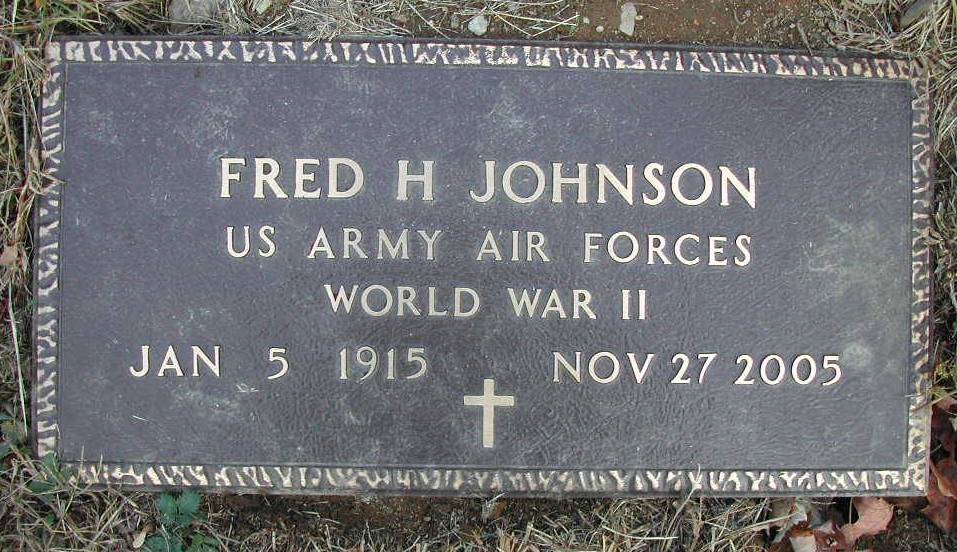 FRED H JOHNSON
US ARMY AIR FORCES
WORLD WAR II
JAN 5 1915 NOV 27 2005